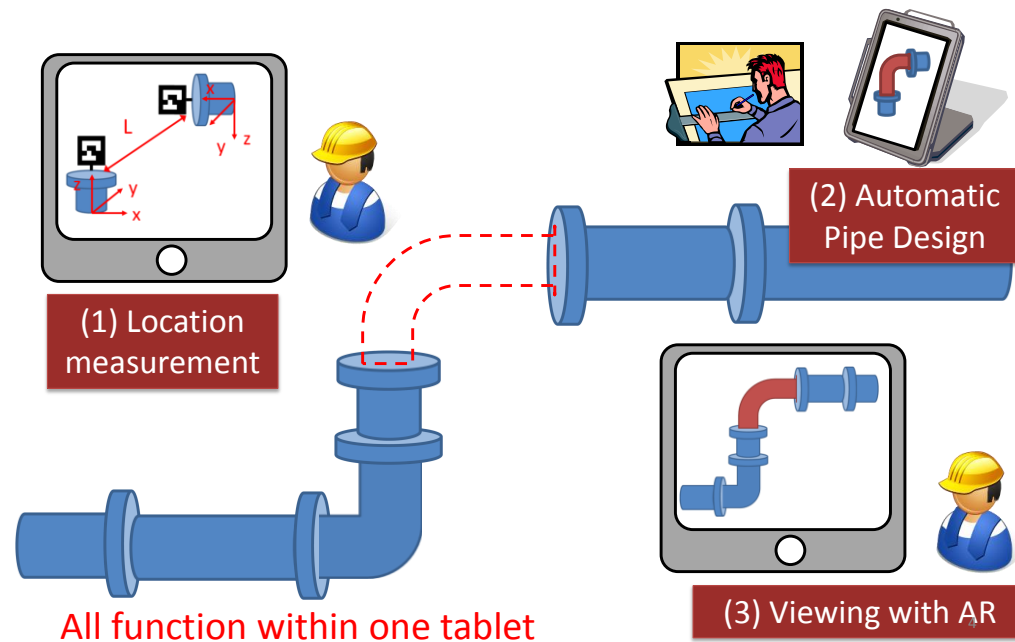 x
z
y
L
z
y
x
(1) Location
measurement
(2) Automatic
Pipe Design
(3) Viewing with AR
4
All function within one tablet